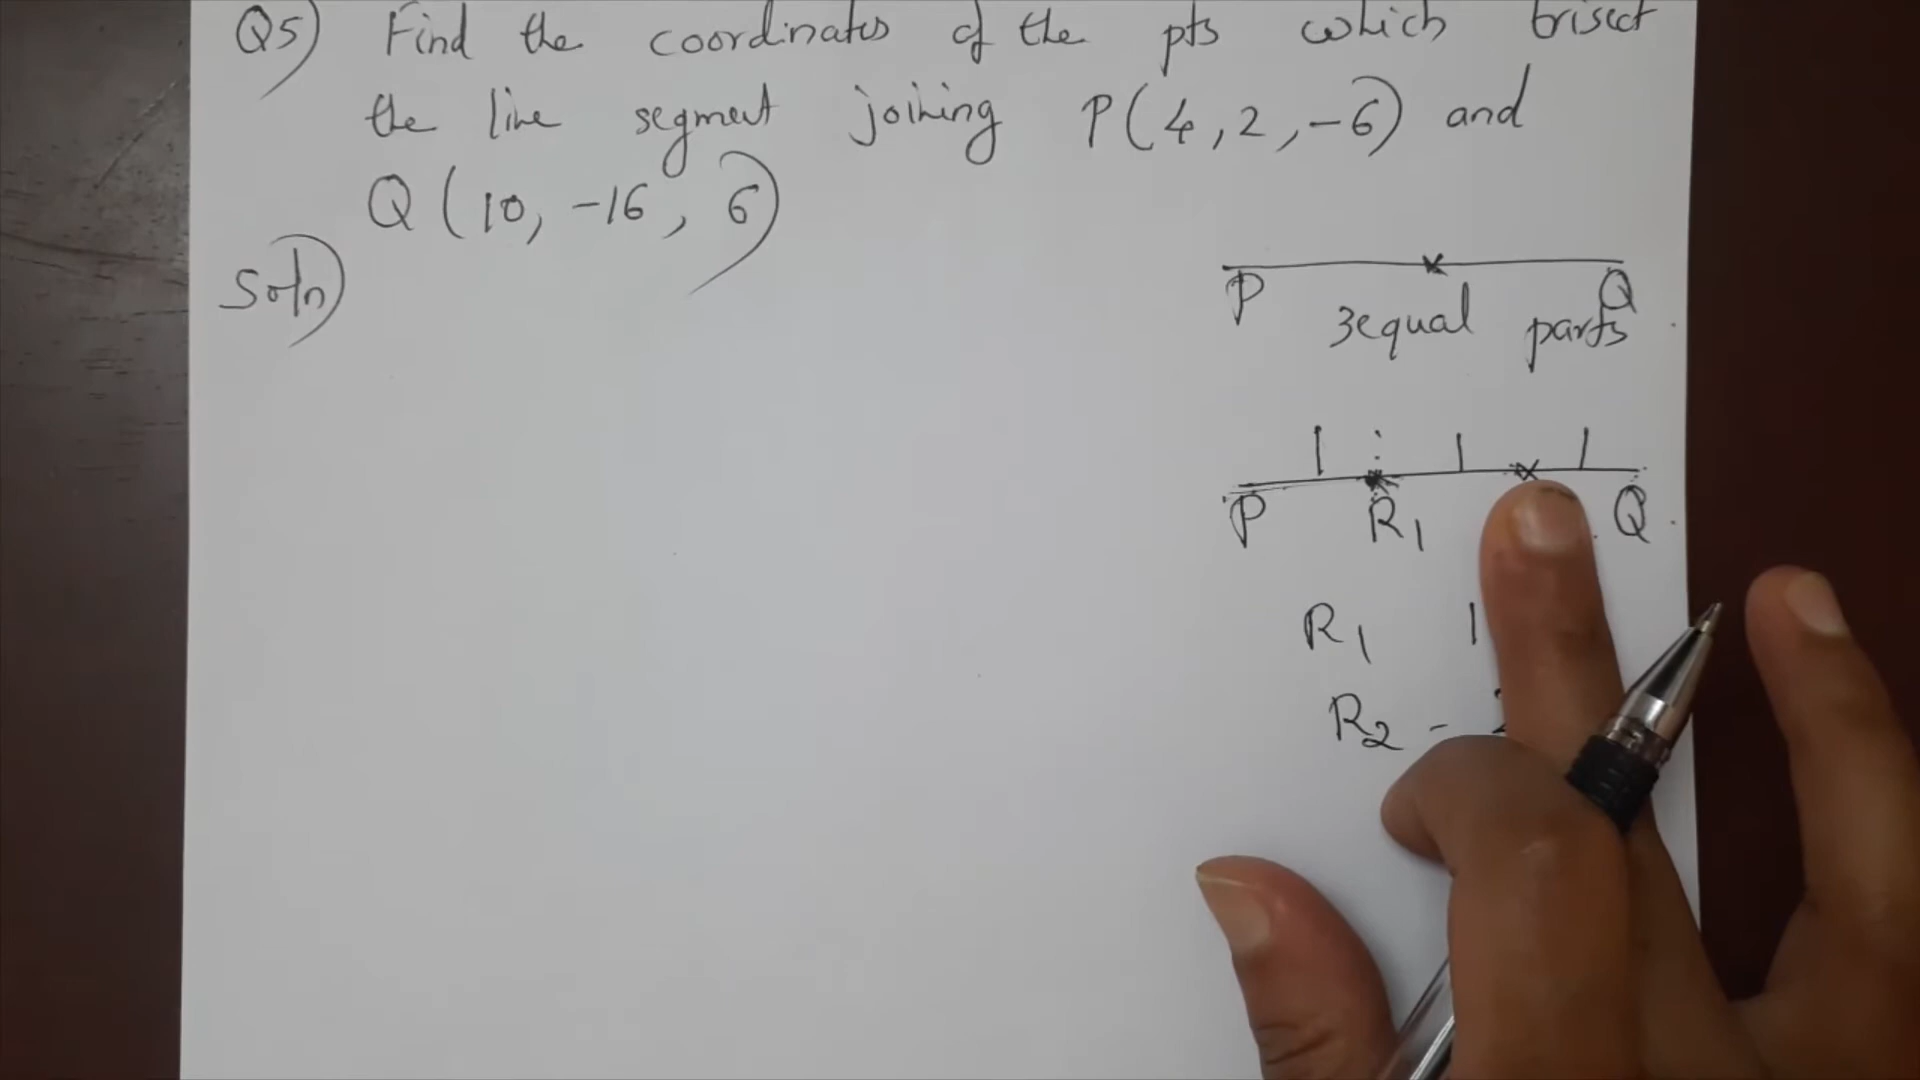 Q5) Find the coordinates of the pts which trisect
the line segment joining P(4,2,-6) and
Q(10, -16, 6)
Soln)
P Q
3equal parts
1 : 1 1
P R1 Q
R1 1
R2 - 2